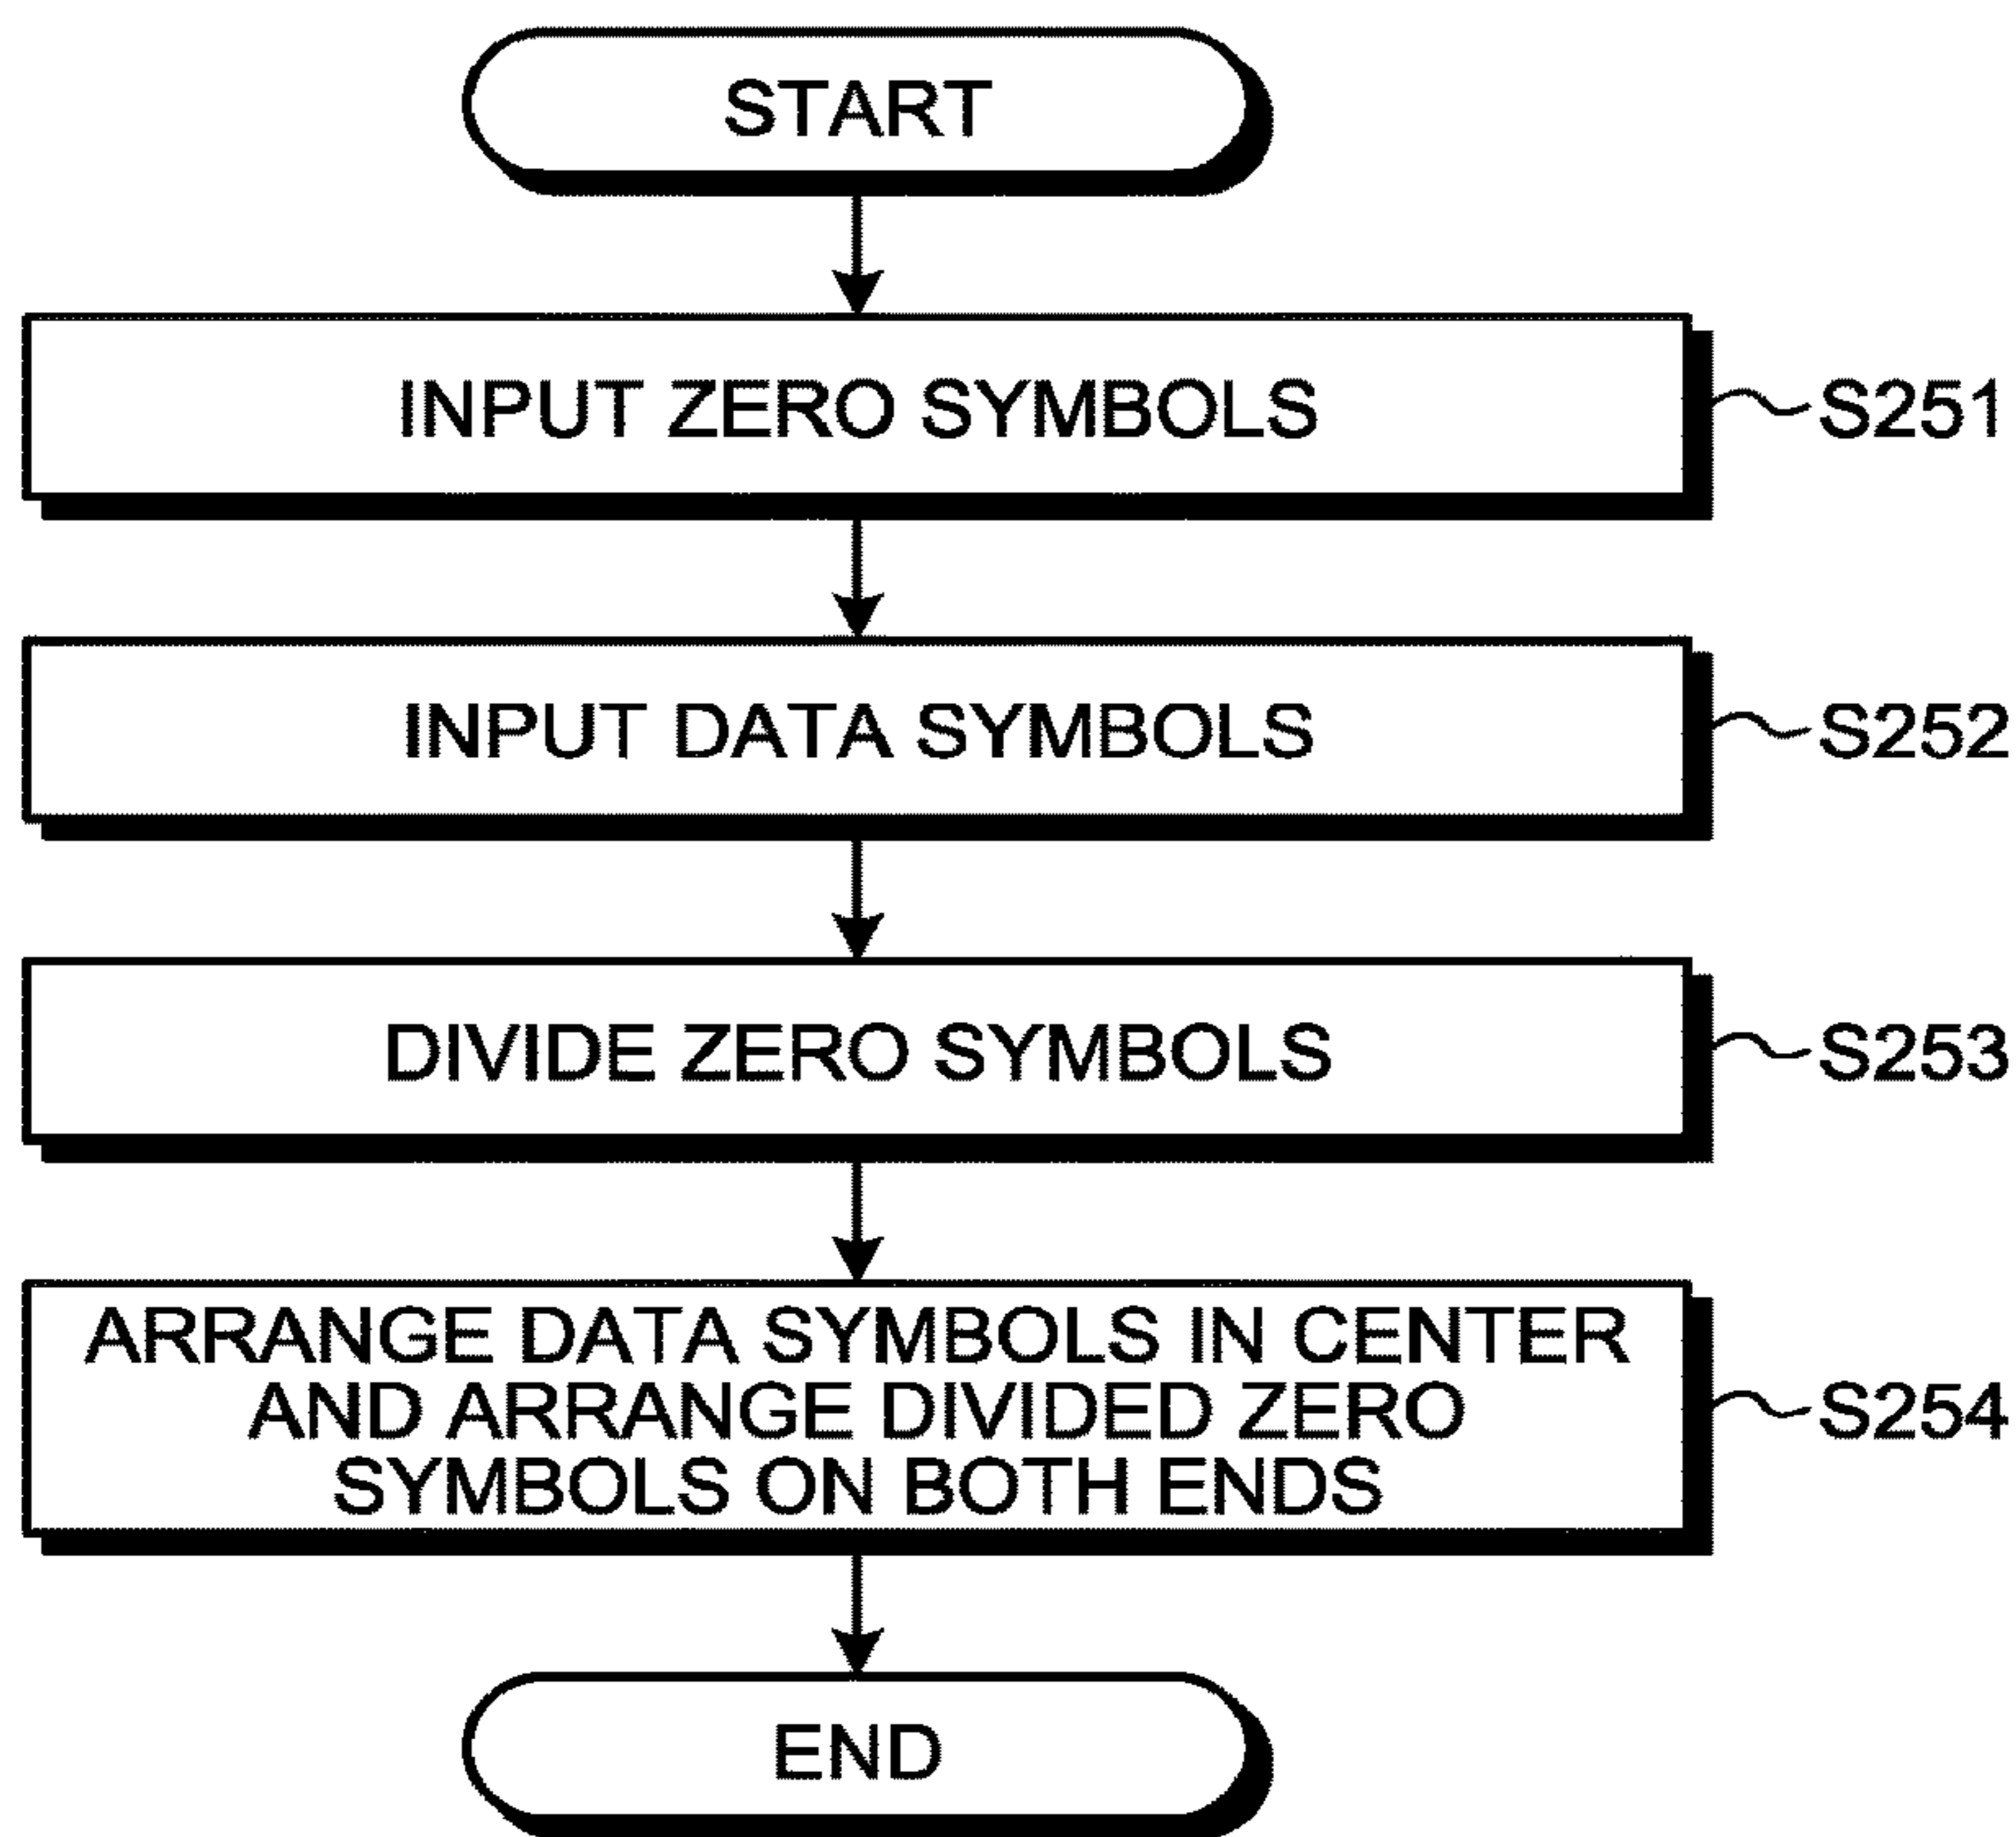 START
INPUT ZERO SYMBOLS
S251
INPUT DATA SYMBOLS
S252
DIVIDE ZERO SYMBOLS
S253
ARRANGE DATA SYMBOLS IN CENTER
AND ARRANGE DIVIDED ZERO
SYMBOLS ON BOTH ENDS
S254
END